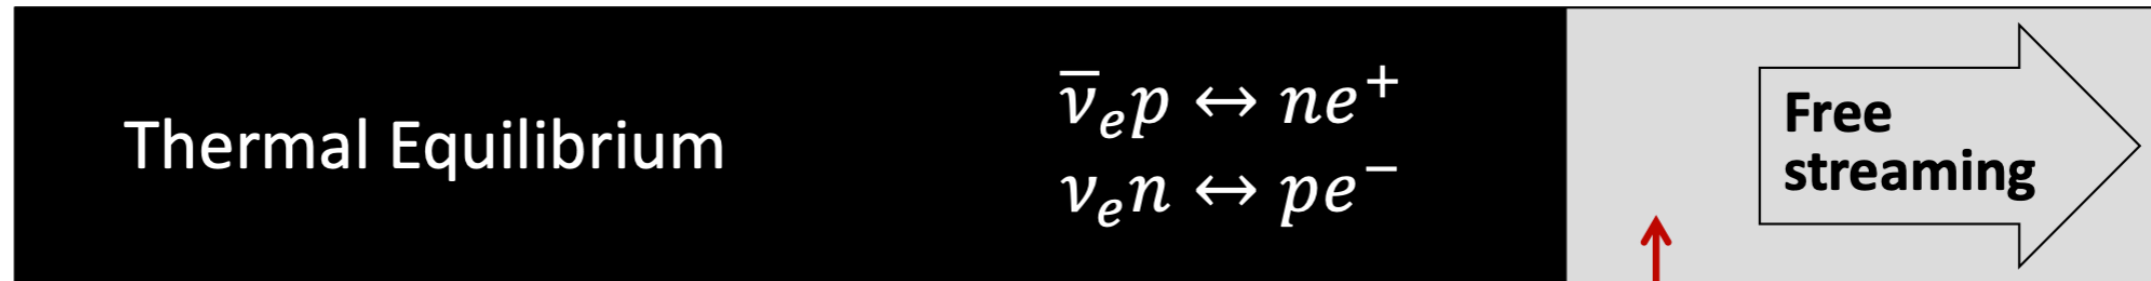 Thermal Equilibrium
ν̅ₑp ↔ ne⁺
νₑn ↔ pe⁻
Free
streaming